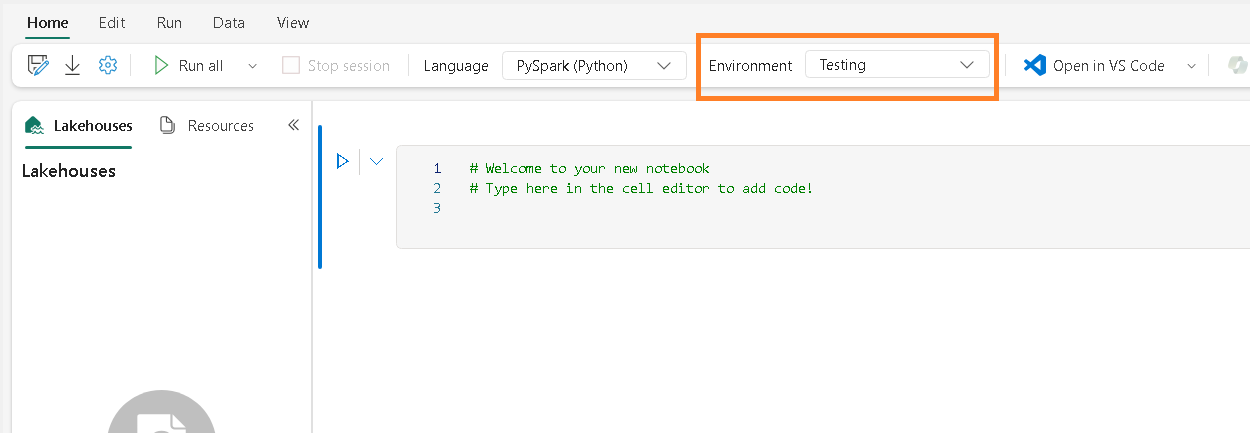 Home Edit Run Data View
Run all Stop session Language PySpark (Python) Environment Testing Open in VS Code
Lakehouses Resources
Lakehouses
1 # Welcome to your new notebook
2 # Type here in the cell editor to add code!
3